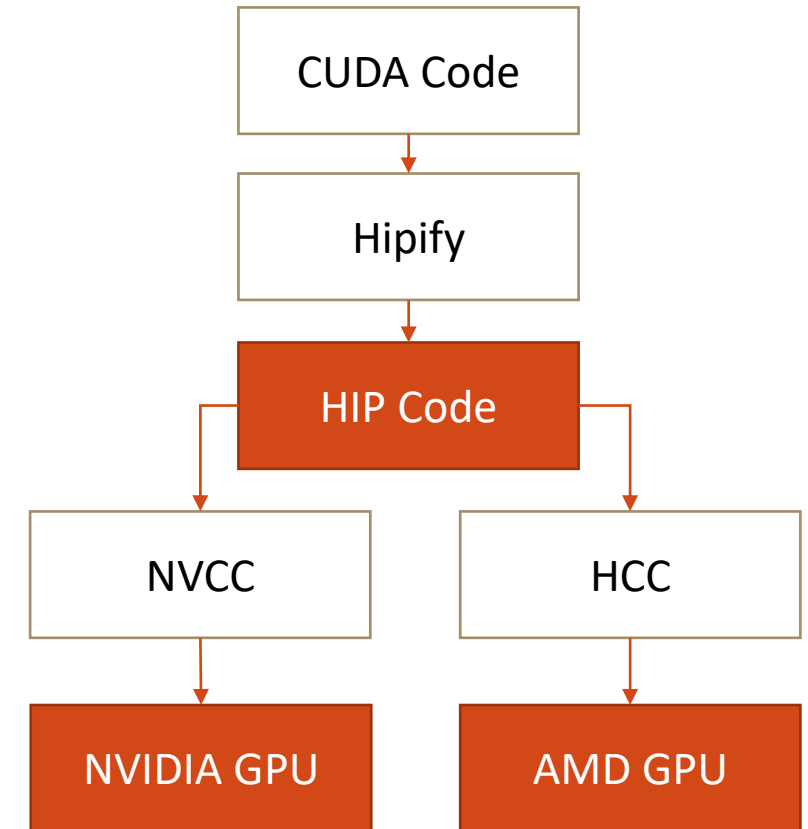 CUDA Code
Hipify
HIP Code
NVCC
HCC
NVIDIA GPU
AMD GPU